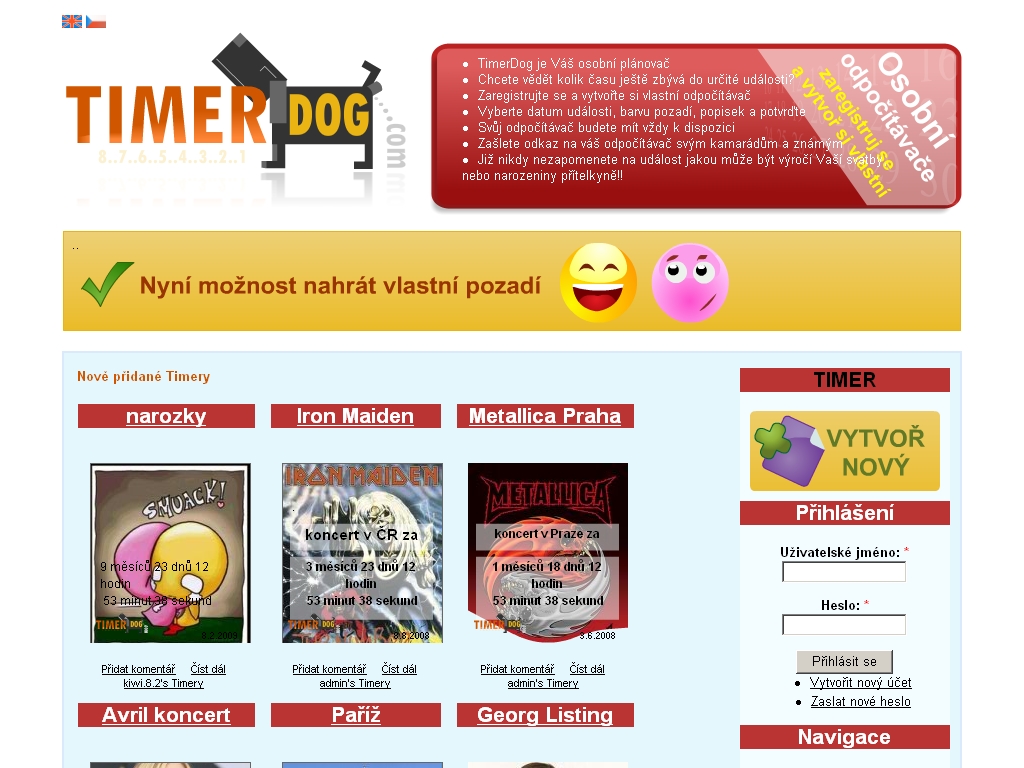 TIMER DOG .com
8..7..6..5..4..3..2..1
TimerDog je Váš osobní plánovač
Chcete vědět kolik času ještě zbývá do určité události?
Zaregistrujte se a vytvořte si vlastní odpočítávač
Vyberte datum události, barvu pozadí, popisek a potvrďte
Svůj odpočítávač budete mít vždy k dispozici
Zašlete odkaz na váš odpočítávač svým kamarádům a známým
Již nikdy nezapomenete na událost jakou může být výročí Vaší svatby
nebo narozeniny přítelkyně!!
Osobní
odpočítávače
zaregistruj se
a vytvoř si vlastní
..
Nyní možnost nahrát vlastní pozadí
Nové přidané Timery
narozky
Iron Maiden
Metallica Praha
SMUACK!
9 měsíců 23 dnů 12
hodin
53 minut 38 sekund
TIMER DOG
8.2.2008
IRON MAIDEN
koncert v ČR za
3 měsíců 23 dnů 12
hodin
53 minut 38 sekund
TIMER DOG
8.8.2008
METALLICA
koncert v Praze za
1 měsíců 18 dnů 12
hodin
53 minut 38 sekund
TIMER DOG
3.6.2008
Přidat komentář Číst dál
kiwi.8.2's Timery
Přidat komentář Číst dál
admin's Timery
Přidat komentář Číst dál
admin's Timery
Avril koncert
Paříž
Georg Listing
TIMER
VYTVOŘ
NOVÝ
Přihlášení
Uživatelské jméno: *
Heslo: *
Přihlásit se
Vytvořit nový účet
Zaslat nové heslo
Navigace